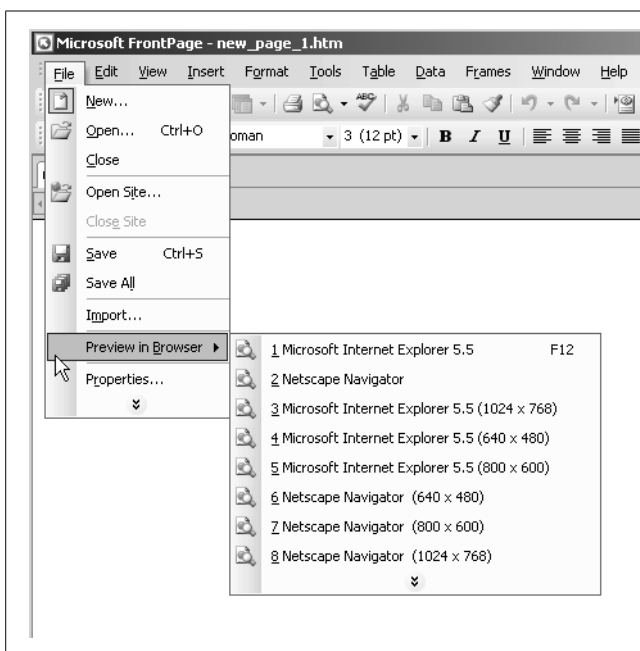 Microsoft FrontPage - new_page_1.htm
File Edit View Insert Format Tools Table Data Frames Window Help
New...
ABC
Open... Ctrl+O
oman 3 (12 pt) B I U
Close
Open Site...
Close Site
Save Ctrl+S
Save All
Import...
Preview in Browser
1 Microsoft Internet Explorer 5.5 F12
Properties...
2 Netscape Navigator
3 Microsoft Internet Explorer 5.5 (1024 x 768)
4 Microsoft Internet Explorer 5.5 (640 x 480)
5 Microsoft Internet Explorer 5.5 (800 x 600)
6 Netscape Navigator (640 x 480)
7 Netscape Navigator (800 x 600)
8 Netscape Navigator (1024 x 768)